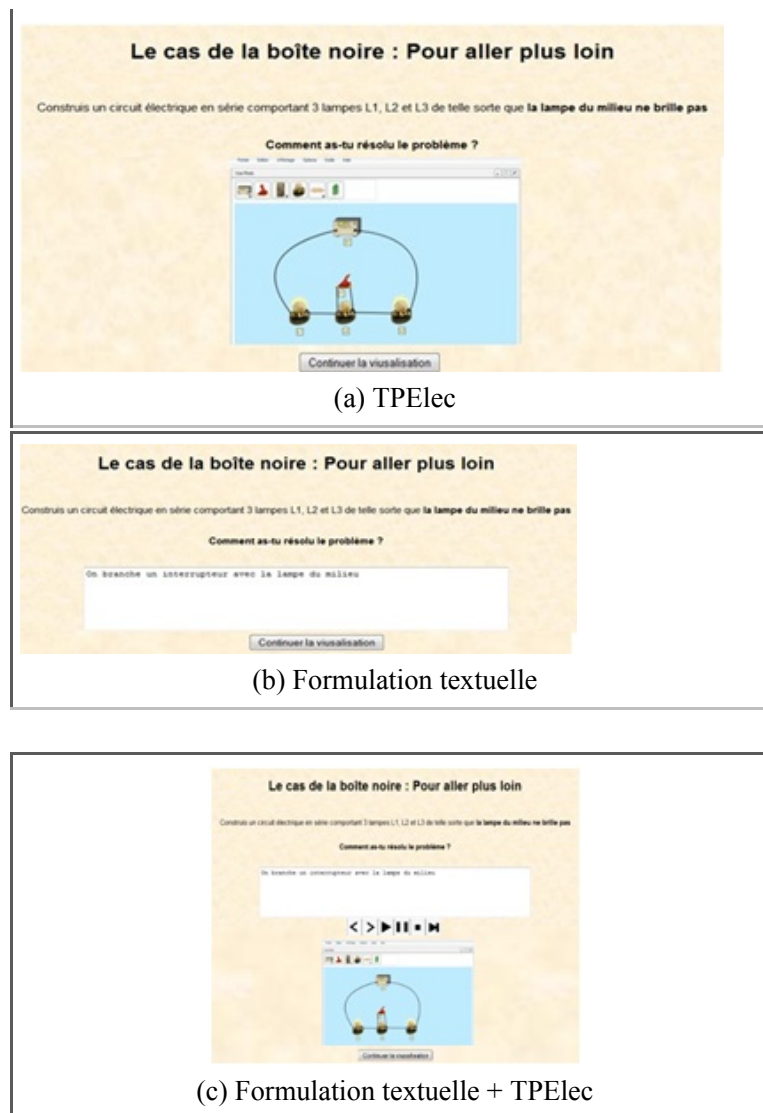 Le cas de la boîte noire : Pour aller plus loin
Construis un circuit électrique en série comportant 3 lampes L1, L2 et L3 de telle sorte que la lampe du milieu ne brille pas
Comment as-tu résolu le problème ?
Continuer la viusalisation
(a) TPElec
Le cas de la boîte noire : Pour aller plus loin
Construis un circuit électrique en série comportant 3 lampes L1, L2 et L3 de telle sorte que la lampe du milieu ne brille pas
Comment as-tu résolu le problème ?
On branche un interrupteur avec la lampe du milieu
Continuer la viusalisation
(b) Formulation textuelle
Le cas de la boîte noire : Pour aller plus loin
Construis un circuit électrique en série comportant 3 lampes L1, L2 et L3 de telle sorte que la lampe du milieu ne brille pas
Comment as-tu résolu le problème ?
On branche un interrupteur avec la lampe du milieu
Continuer la viusalisation
(c) Formulation textuelle + TPElec